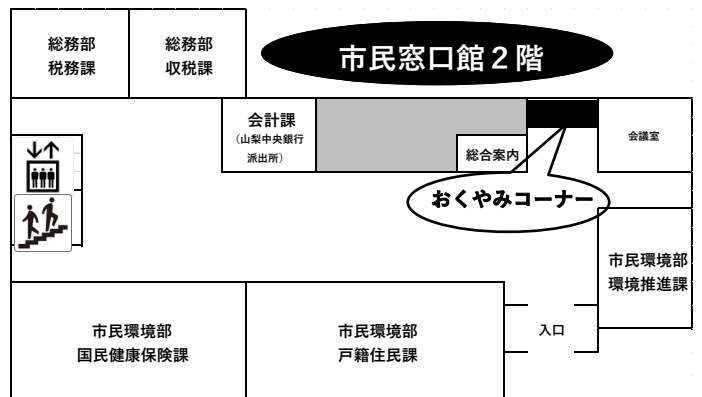 総務部
税務課
総務部
収税課
市民窓口館２階
会計課
（山梨中央銀行
派出所）
総合案内
会議室
おくやみコーナー
市民環境部
環境推進課
市民環境部
国民健康保険課
市民環境部
戸籍住民課
入口